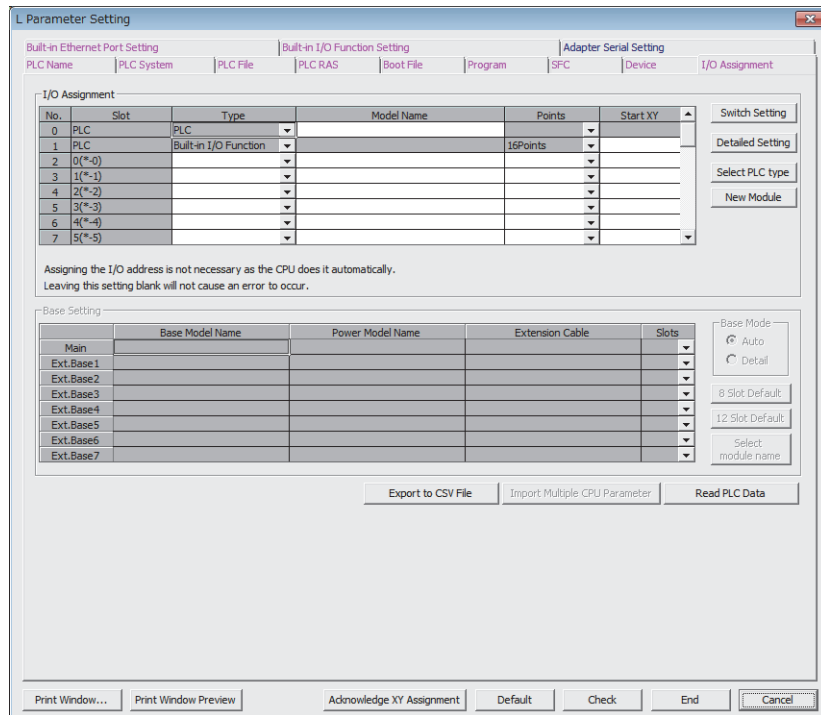 L Parameter Setting
Built-in Ethernet Port Setting Built-in I/O Function Setting Adapter Serial Setting
PLC Name PLC System PLC File PLC RAS Boot File Program SFC Device I/O Assignment
I/O Assignment
No. Slot Type Model Name Points Start XY
0 PLC PLC
1 PLC Built-in I/O Function 16Points
2 0(*-0)
3 1(*-1)
4 2(*-2)
5 3(*-3)
6 4(*-4)
7 5(*-5)
Switch Setting
Detailed Setting
Select PLC type
New Module
Assigning the I/O address is not necessary as the CPU does it automatically.
Leaving this setting blank will not cause an error to occur.
Base Setting
Base Model Name Power Model Name Extension Cable Slots
Main
Ext.Base1
Ext.Base2
Ext.Base3
Ext.Base4
Ext.Base5
Ext.Base6
Ext.Base7
Base Mode
Auto
Detail
8 Slot Default
12 Slot Default
Select
module name
Export to CSV File Import Multiple CPU Parameter Read PLC Data
Print Window... Print Window Preview Acknowledge XY Assignment Default Check End Cancel